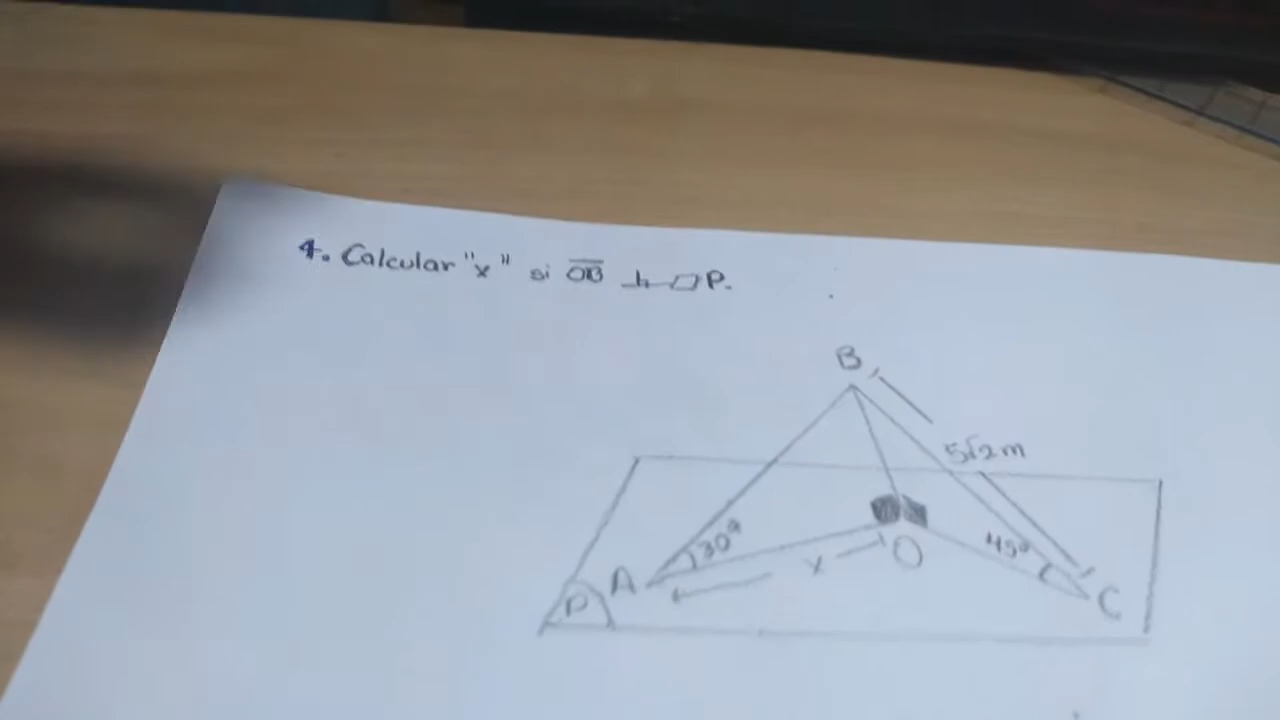 4. Calcular "x" si OB ⊥ ▱P.
B
5√2m
30°
45°
A
x
O
C
P